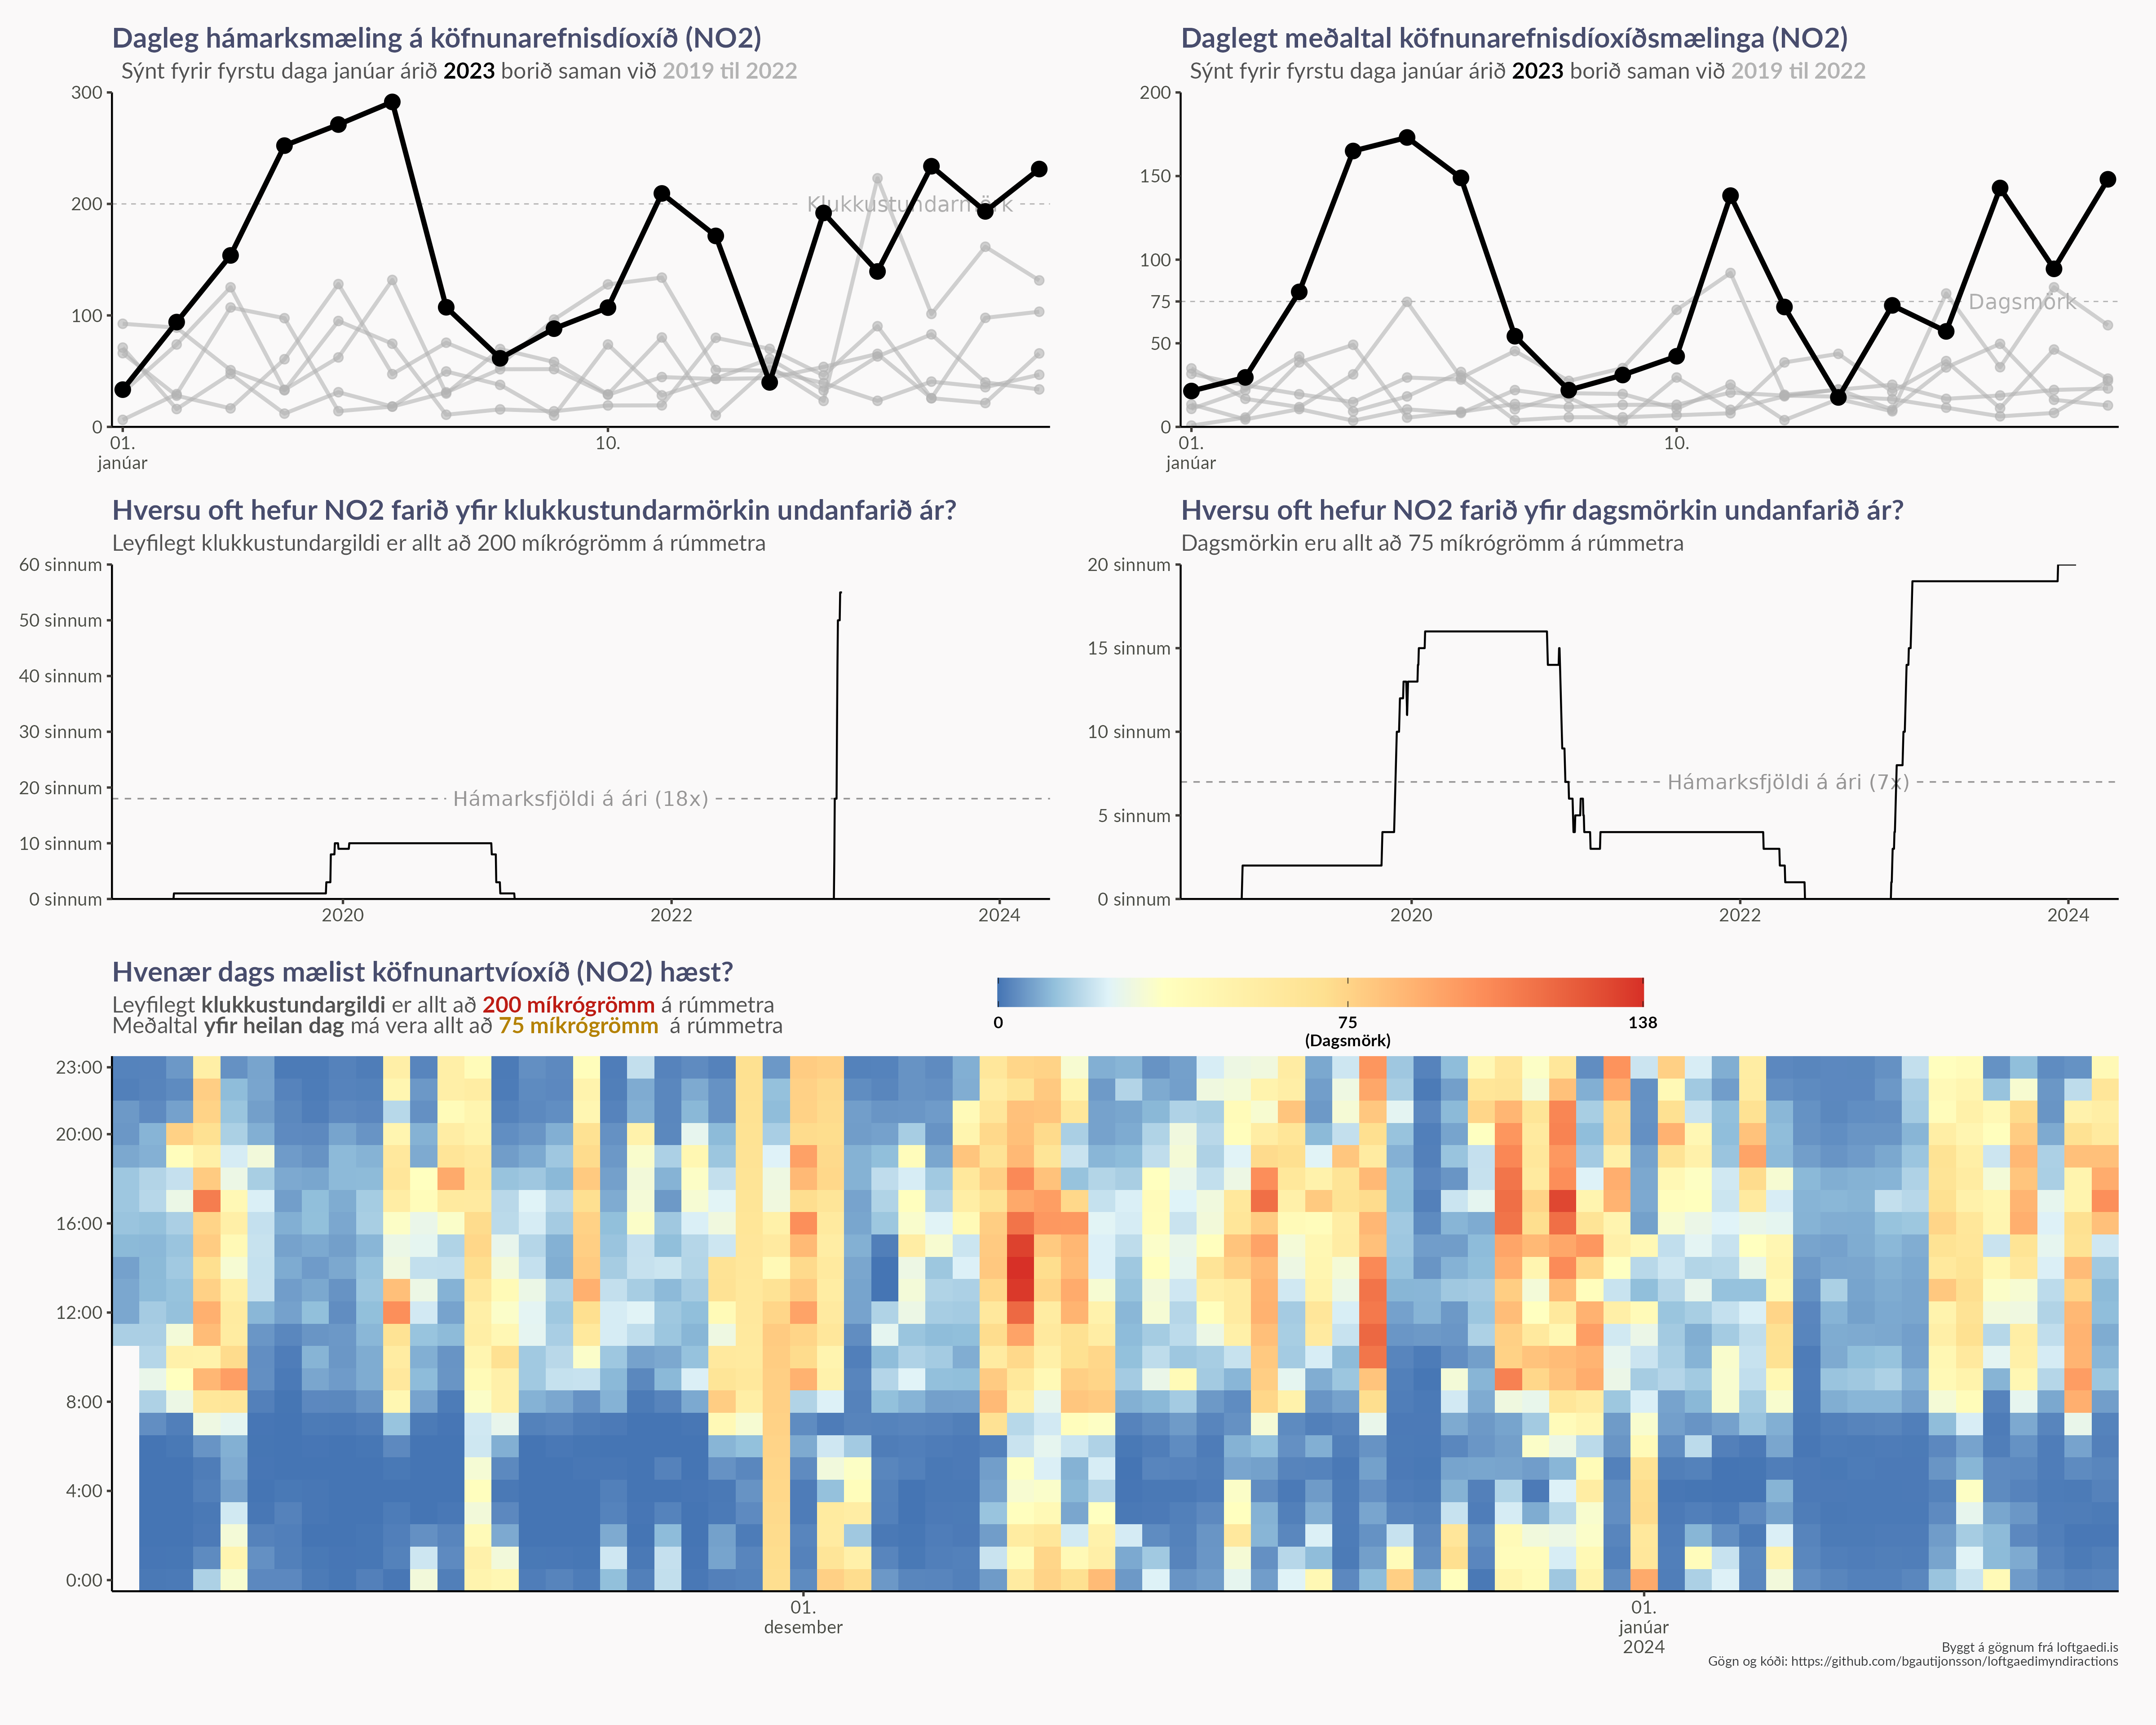 Dagleg hámarksmæling á köfnunarefnisdíoxíð (NO2)
Sýnt fyrir fyrstu daga janúar árið 2023 borið saman við 2019 til 2022
300
200
100
0
Klukkustundarmörk
01.
janúar
10.
Daglegt meðaltal köfnunarefnisdíoxíðsmælinga (NO2)
Sýnt fyrir fyrstu daga janúar árið 2023 borið saman við 2019 til 2022
200
150
100
75
50
0
Dagsmörk
01.
janúar
10.
Hversu oft hefur NO2 farið yfir klukkustundarmörkin undanfarið ár?
Leyfilegt klukkustundargildi er allt að 200 míkrógrömm á rúmmetra
60 sinnum
50 sinnum
40 sinnum
30 sinnum
20 sinnum
10 sinnum
0 sinnum
Hámarksfjöldi á ári (18x)
2020
2022
2024
Hversu oft hefur NO2 farið yfir dagsmörkin undanfarið ár?
Dagsmörkin eru allt að 75 míkrógrömm á rúmmetra
20 sinnum
15 sinnum
10 sinnum
5 sinnum
0 sinnum
Hámarksfjöldi á ári (7x)
2020
2022
2024
Hvenær dags mælist köfnunartvíoxíð (NO2) hæst?
Leyfilegt klukkustundargildi er allt að 200 míkrógrömm á rúmmetra
Meðaltal yfir heilan dag má vera allt að 75 míkrógrömm á rúmmetra
0
75
(Dagsmörk)
138
23:00
20:00
16:00
12:00
8:00
4:00
0:00
01.
desember
01.
janúar
2024
Byggt á gögnum frá loftgaedi.is
Gögn og kóði: https://github.com/bgautijonsson/loftgaedimyndiractions